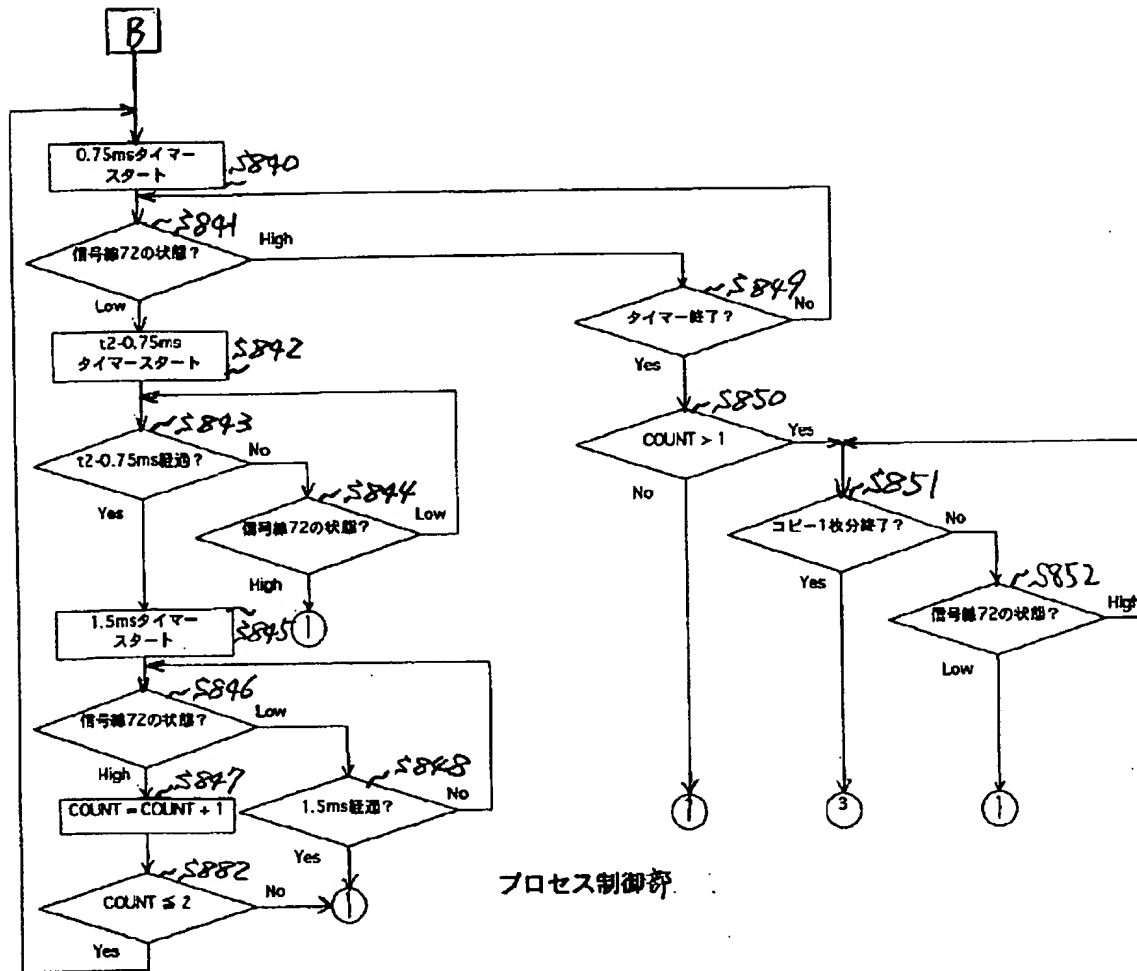 B
0.75msタイマー
スタート
S840
信号線72の状態?
S841
High
Low
t2-0.75ms
タイマースタート
S842
t2-0.75ms経過?
S843
No
Yes
信号線72の状態?
S844
Low
High
1
1.5msタイマー
スタート
S845
信号線72の状態?
S846
Low
High
COUNT = COUNT + 1
S847
1.5ms経過?
S848
No
Yes
1
COUNT ≦ 2
S882
No
Yes
タイマー終了?
S849
No
Yes
COUNT > 1
S850
Yes
No
コピー1枚分終了?
S851
No
Yes
信号線72の状態?
S852
High
Low
3
1
プロセス制御部